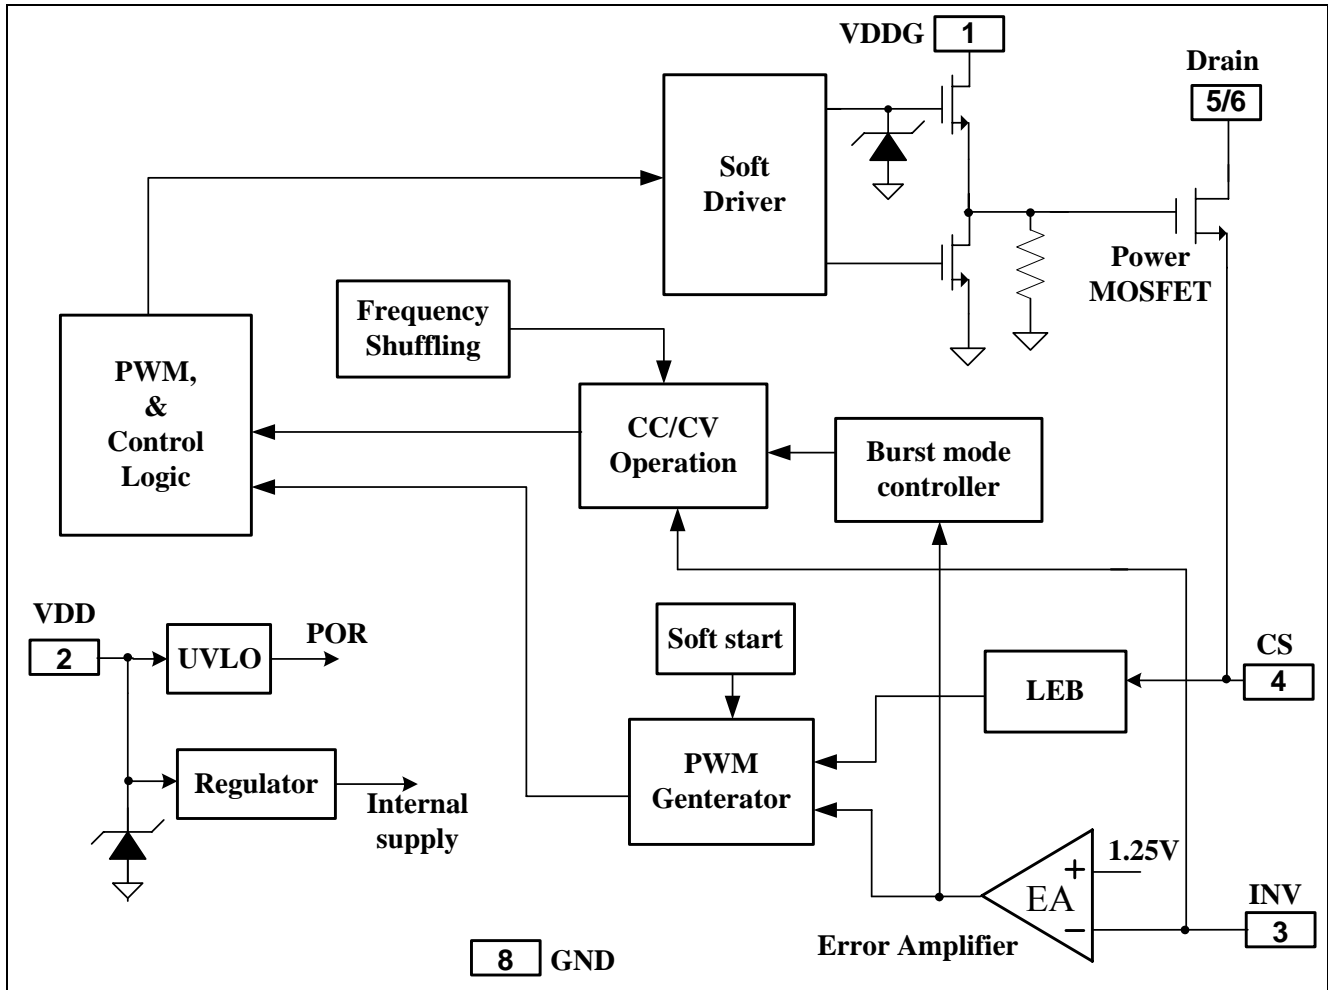 VDDG 1
Drain
5/6
Soft
Driver
Power
MOSFET
Frequency
Shuffling
PWM,
&
Control
Logic
CC/CV
Operation
Burst mode
controller
VDD
2
UVLO
POR
Soft start
LEB
CS
4
Regulator
Internal
supply
PWM
Genterator
1.25V
+
EA
−
INV
3
Error Amplifier
8 GND